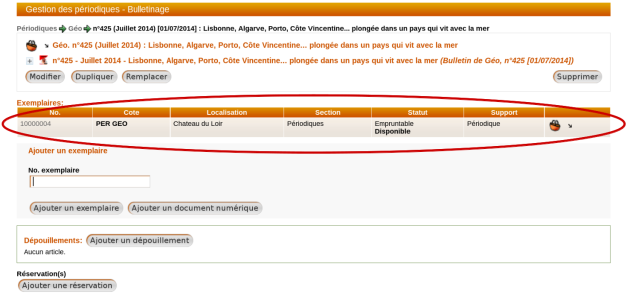 Gestion des périodiques - Bulletinage
Périodiques Géo n°425 (Juillet 2014) [01/07/2014] : Lisbonne, Algarve, Porto, Côte Vincentine... plongée dans un pays qui vit avec la mer
Géo. n°425 (Juillet 2014) : Lisbonne, Algarve, Porto, Côte Vincentine... plongée dans un pays qui vit avec la mer
n°425 - Juillet 2014 - Lisbonne, Algarve, Porto, Côte Vincentine... plongée dans un pays qui vit avec la mer (Bulletin de Géo, n°425 [01/07/2014])
Modifier Dupliquer Remplacer Supprimer
Exemplaires:
No. Cote Localisation Section Statut Support
10000004 PER GEO Chateau du Loir Périodiques Empruntable Périodique
Disponible
Ajouter un exemplaire
No. exemplaire
Ajouter un exemplaire Ajouter un document numérique
Dépouillements: Ajouter un dépouillement
Aucun article.
Réservation(s)
Ajouter une réservation